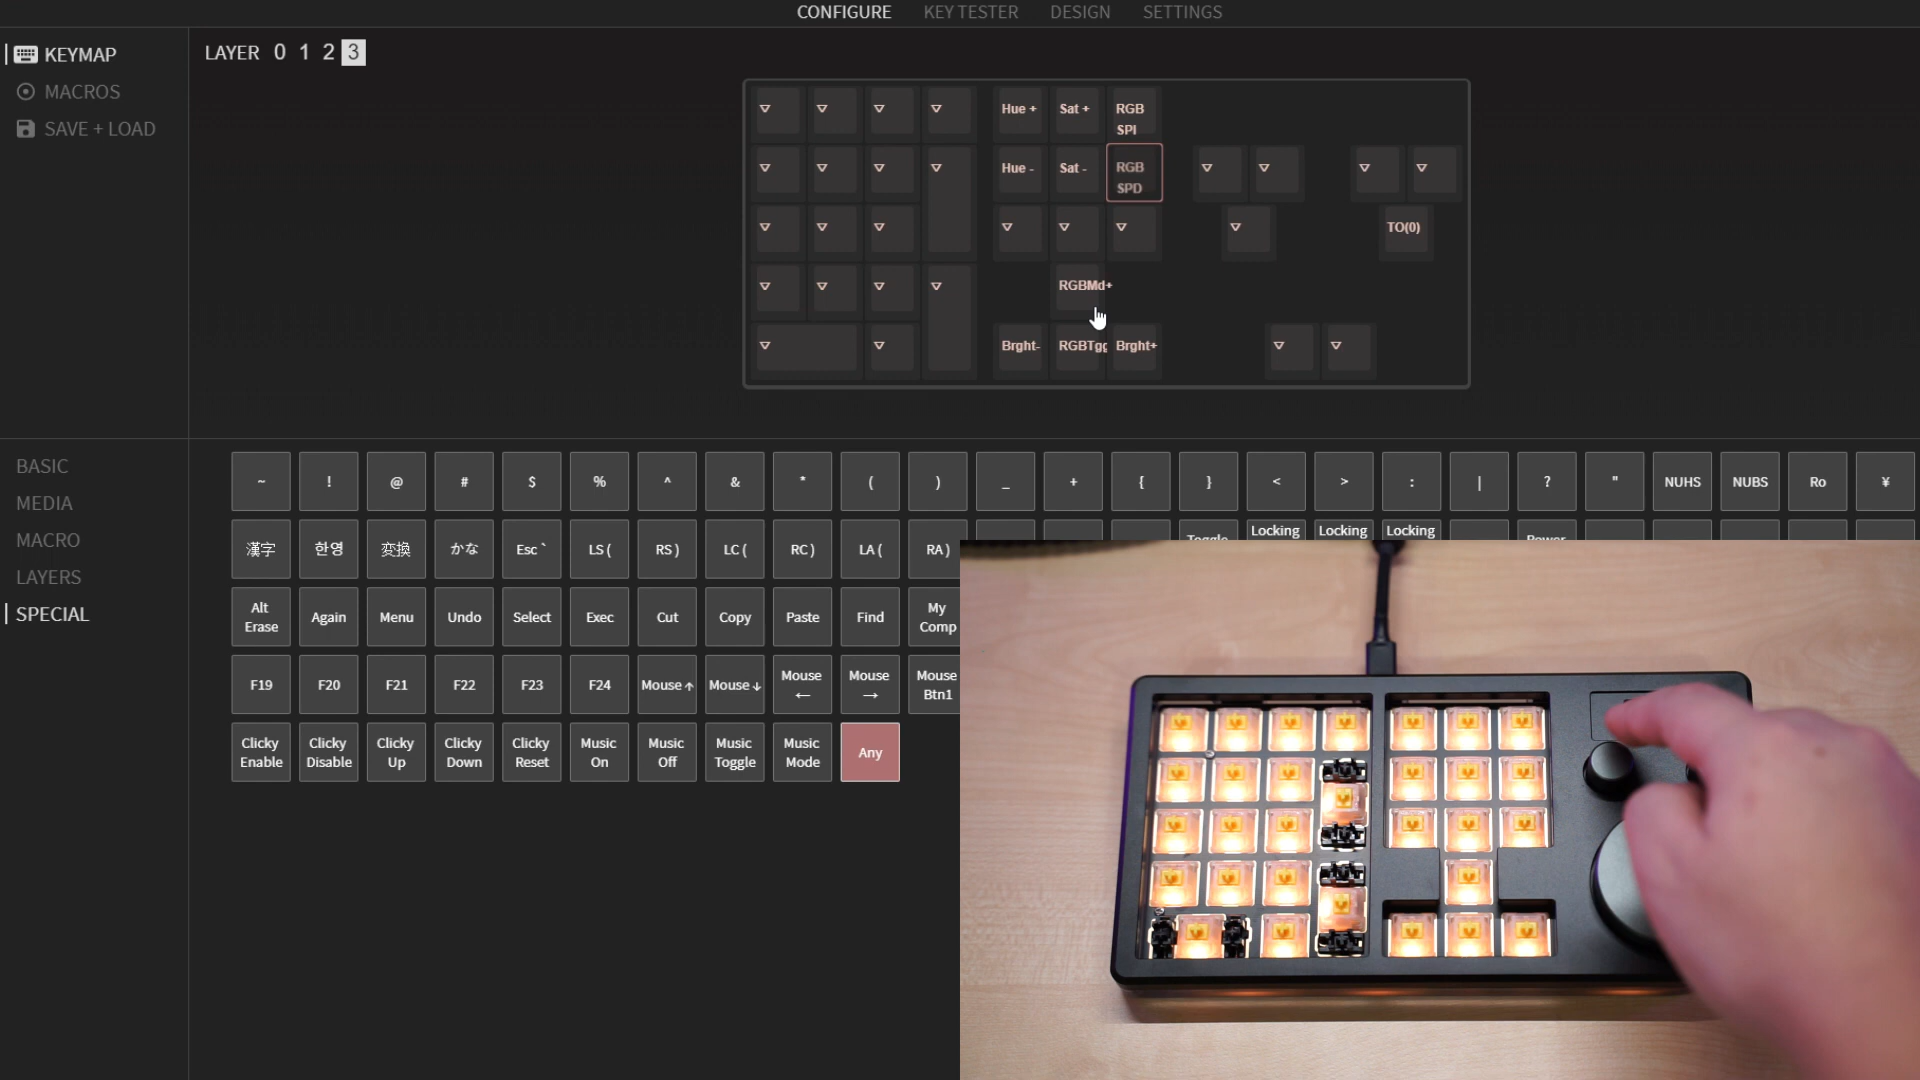 CONFIGURE KEY TESTER DESIGN SETTINGS
KEYMAP
MACROS
SAVE + LOAD
LAYER 0 1 2 3
▽ ▽ ▽ ▽ Hue + Sat + RGB SPI
▽ ▽ ▽ ▽ Hue - Sat - RGB SPD ▽ ▽ ▽ ▽
▽ ▽ ▽ ▽ ▽ ▽ ▽ TO(0)
▽ ▽ ▽ ▽ RGBMd+
▽ ▽ Brght- RGBTgg Brght+ ▽ ▽
BASIC
MEDIA
MACRO
LAYERS
SPECIAL
~ ! @ # $ % ^ & * ( ) _ + { } < > : | ? " NUHS NUBS Ro ¥
漢字 한영 変換 かな Esc ` LS ( RS ) LC ( RC ) LA ( RA ) Toggle Locking Locking Locking Power
Alt Erase Again Menu Undo Select Exec Cut Copy Paste Find My Comp
F19 F20 F21 F22 F23 F24 Mouse↑ Mouse↓ Mouse ← Mouse → Mouse Btn1
Clicky Enable Clicky Disable Clicky Up Clicky Down Clicky Reset Music On Music Off Music Toggle Music Mode Any